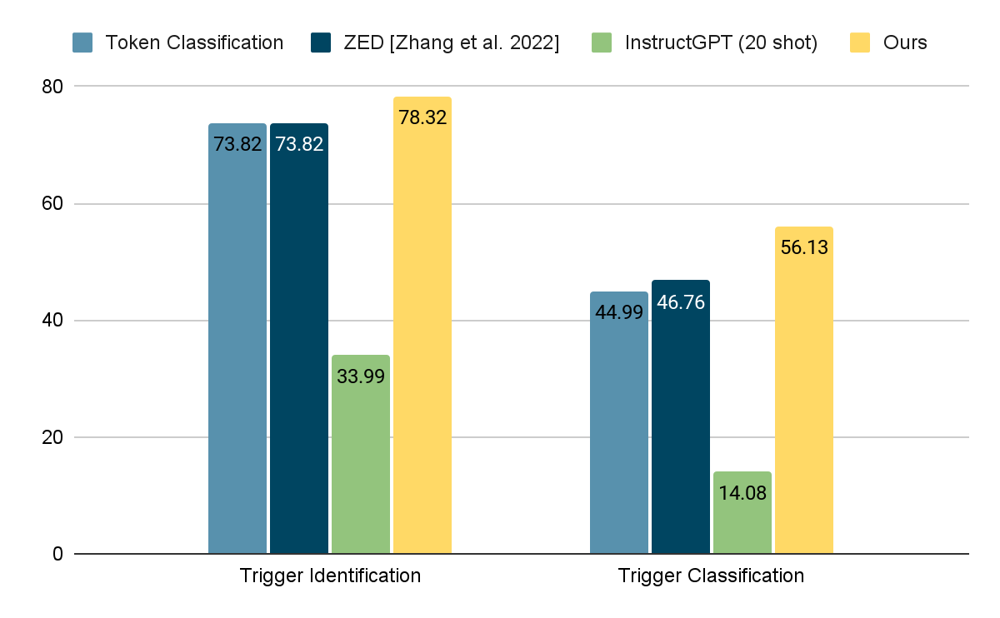 Token Classification ZED [Zhang et al. 2022] InstructGPT (20 shot) Ours
80
60
40
20
0
73.82 73.82 33.99 78.32
44.99 46.76 14.08 56.13
Trigger Identification Trigger Classification